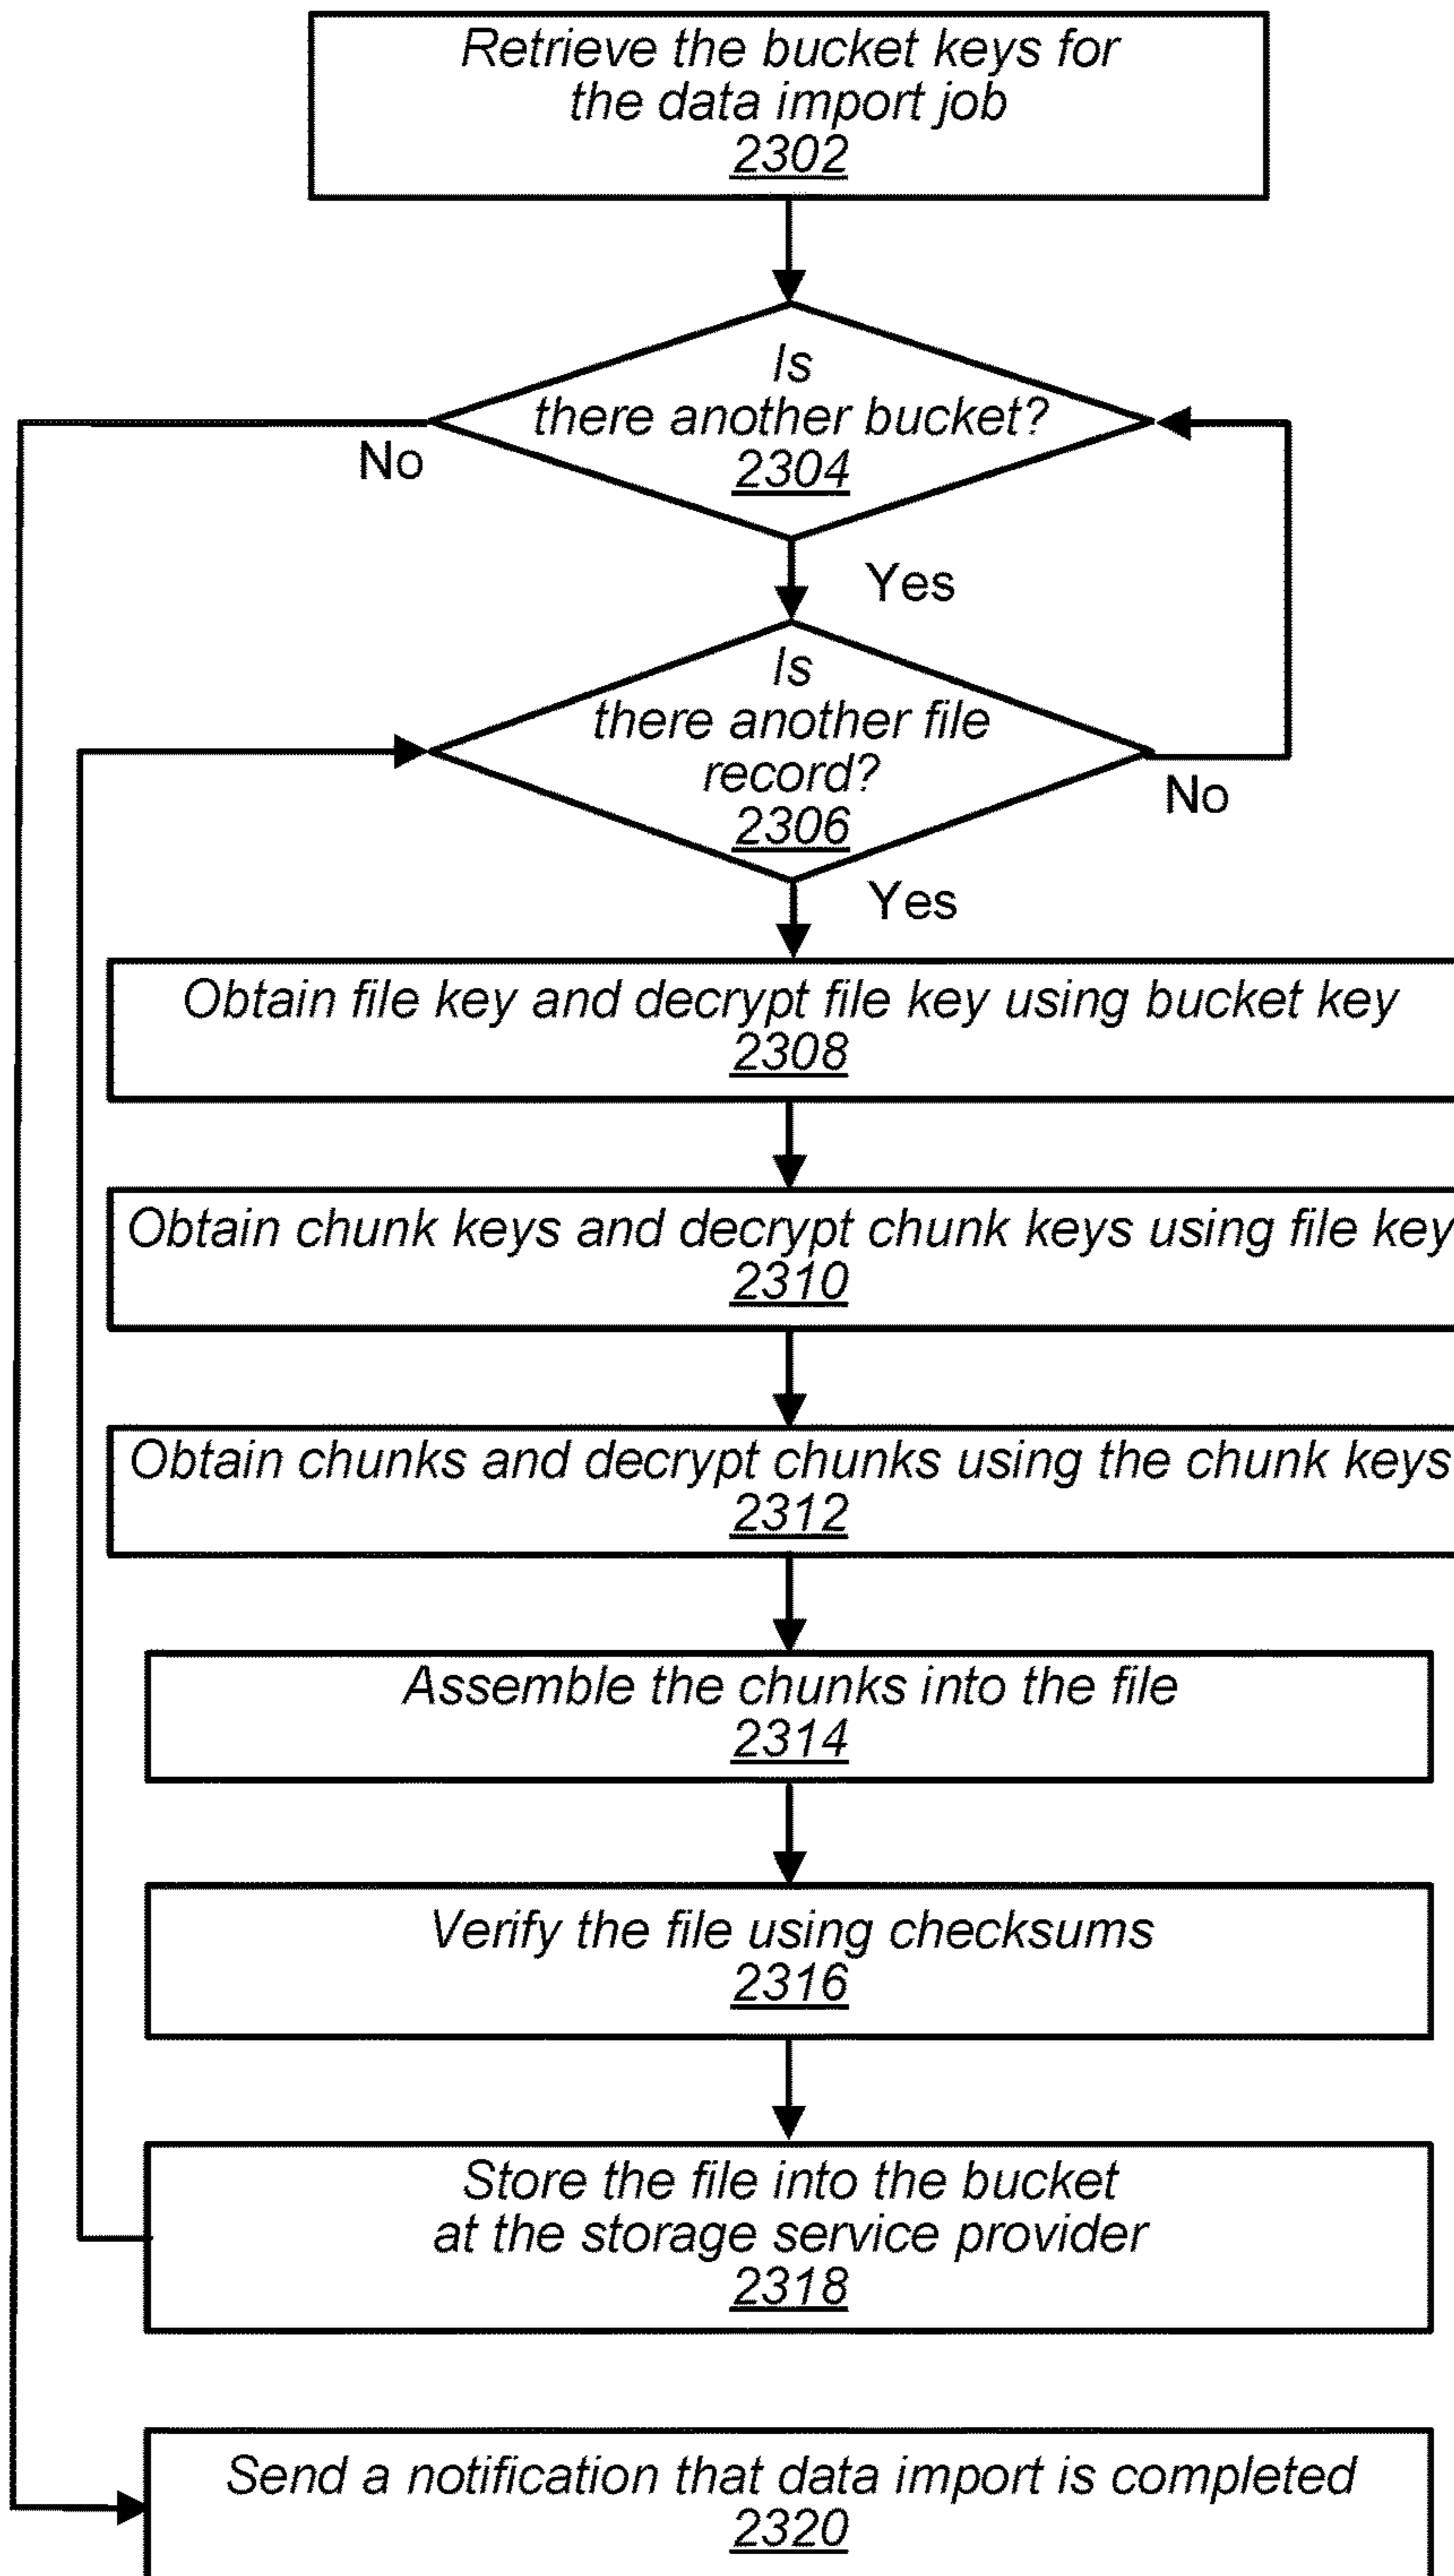 Retrieve the bucket keys for
the data import job
2302
Is
there another bucket?
2304
No
Yes
Is
there another file
record?
2306
No
Yes
Obtain file key and decrypt file key using bucket key
2308
Obtain chunk keys and decrypt chunk keys using file key
2310
Obtain chunks and decrypt chunks using the chunk keys
2312
Assemble the chunks into the file
2314
Verify the file using checksums
2316
Store the file into the bucket
at the storage service provider
2318
Send a notification that data import is completed
2320